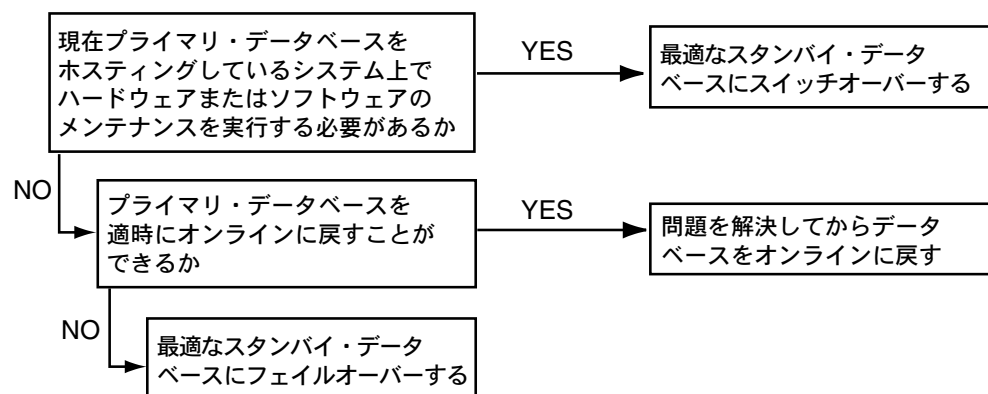 現在プライマリ・データベースを
ホスティングしているシステム上で
ハードウェアまたはソフトウェアの
メンテナンスを実行する必要があるか
YES
最適なスタンバイ・データ
ベースにスイッチオーバーする
NO
プライマリ・データベースを
適時にオンラインに戻すことが
できるか
YES
問題を解決してからデータ
ベースをオンラインに戻す
NO
最適なスタンバイ・データ
ベースにフェイルオーバーする